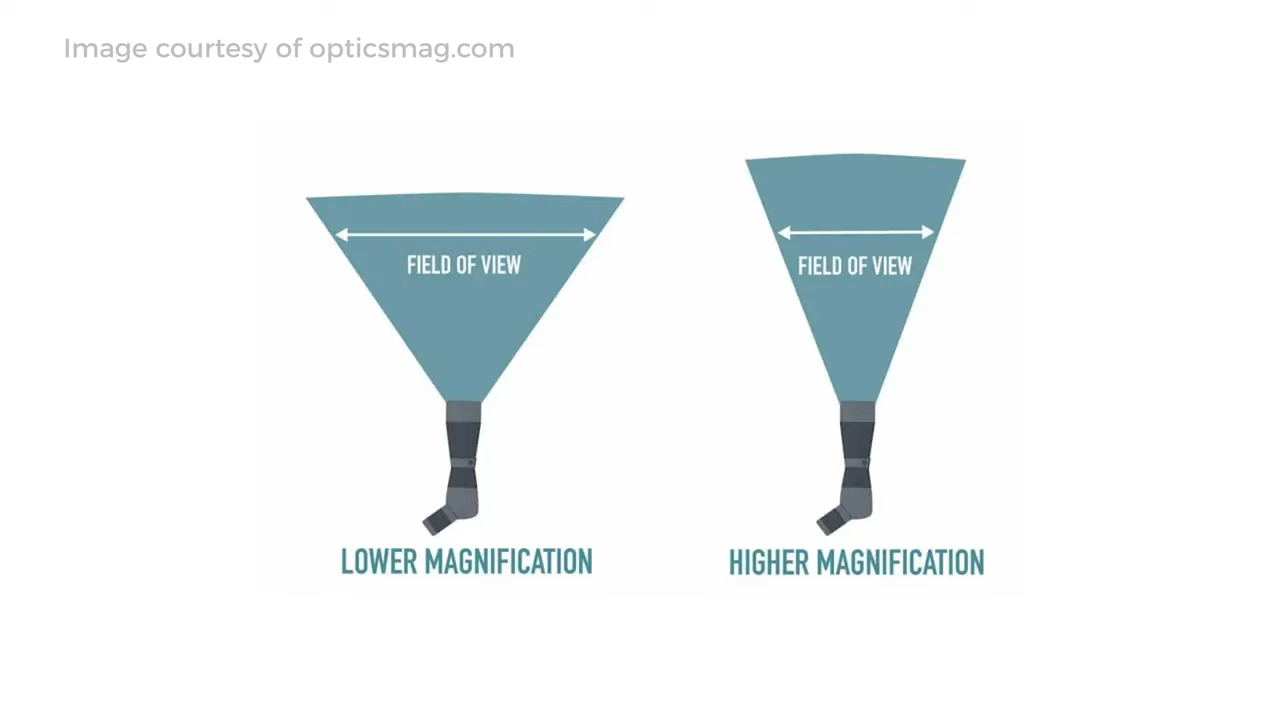 Image courtesy of opticsmag.com
FIELD OF VIEW
FIELD OF VIEW
LOWER MAGNIFICATION
HIGHER MAGNIFICATION